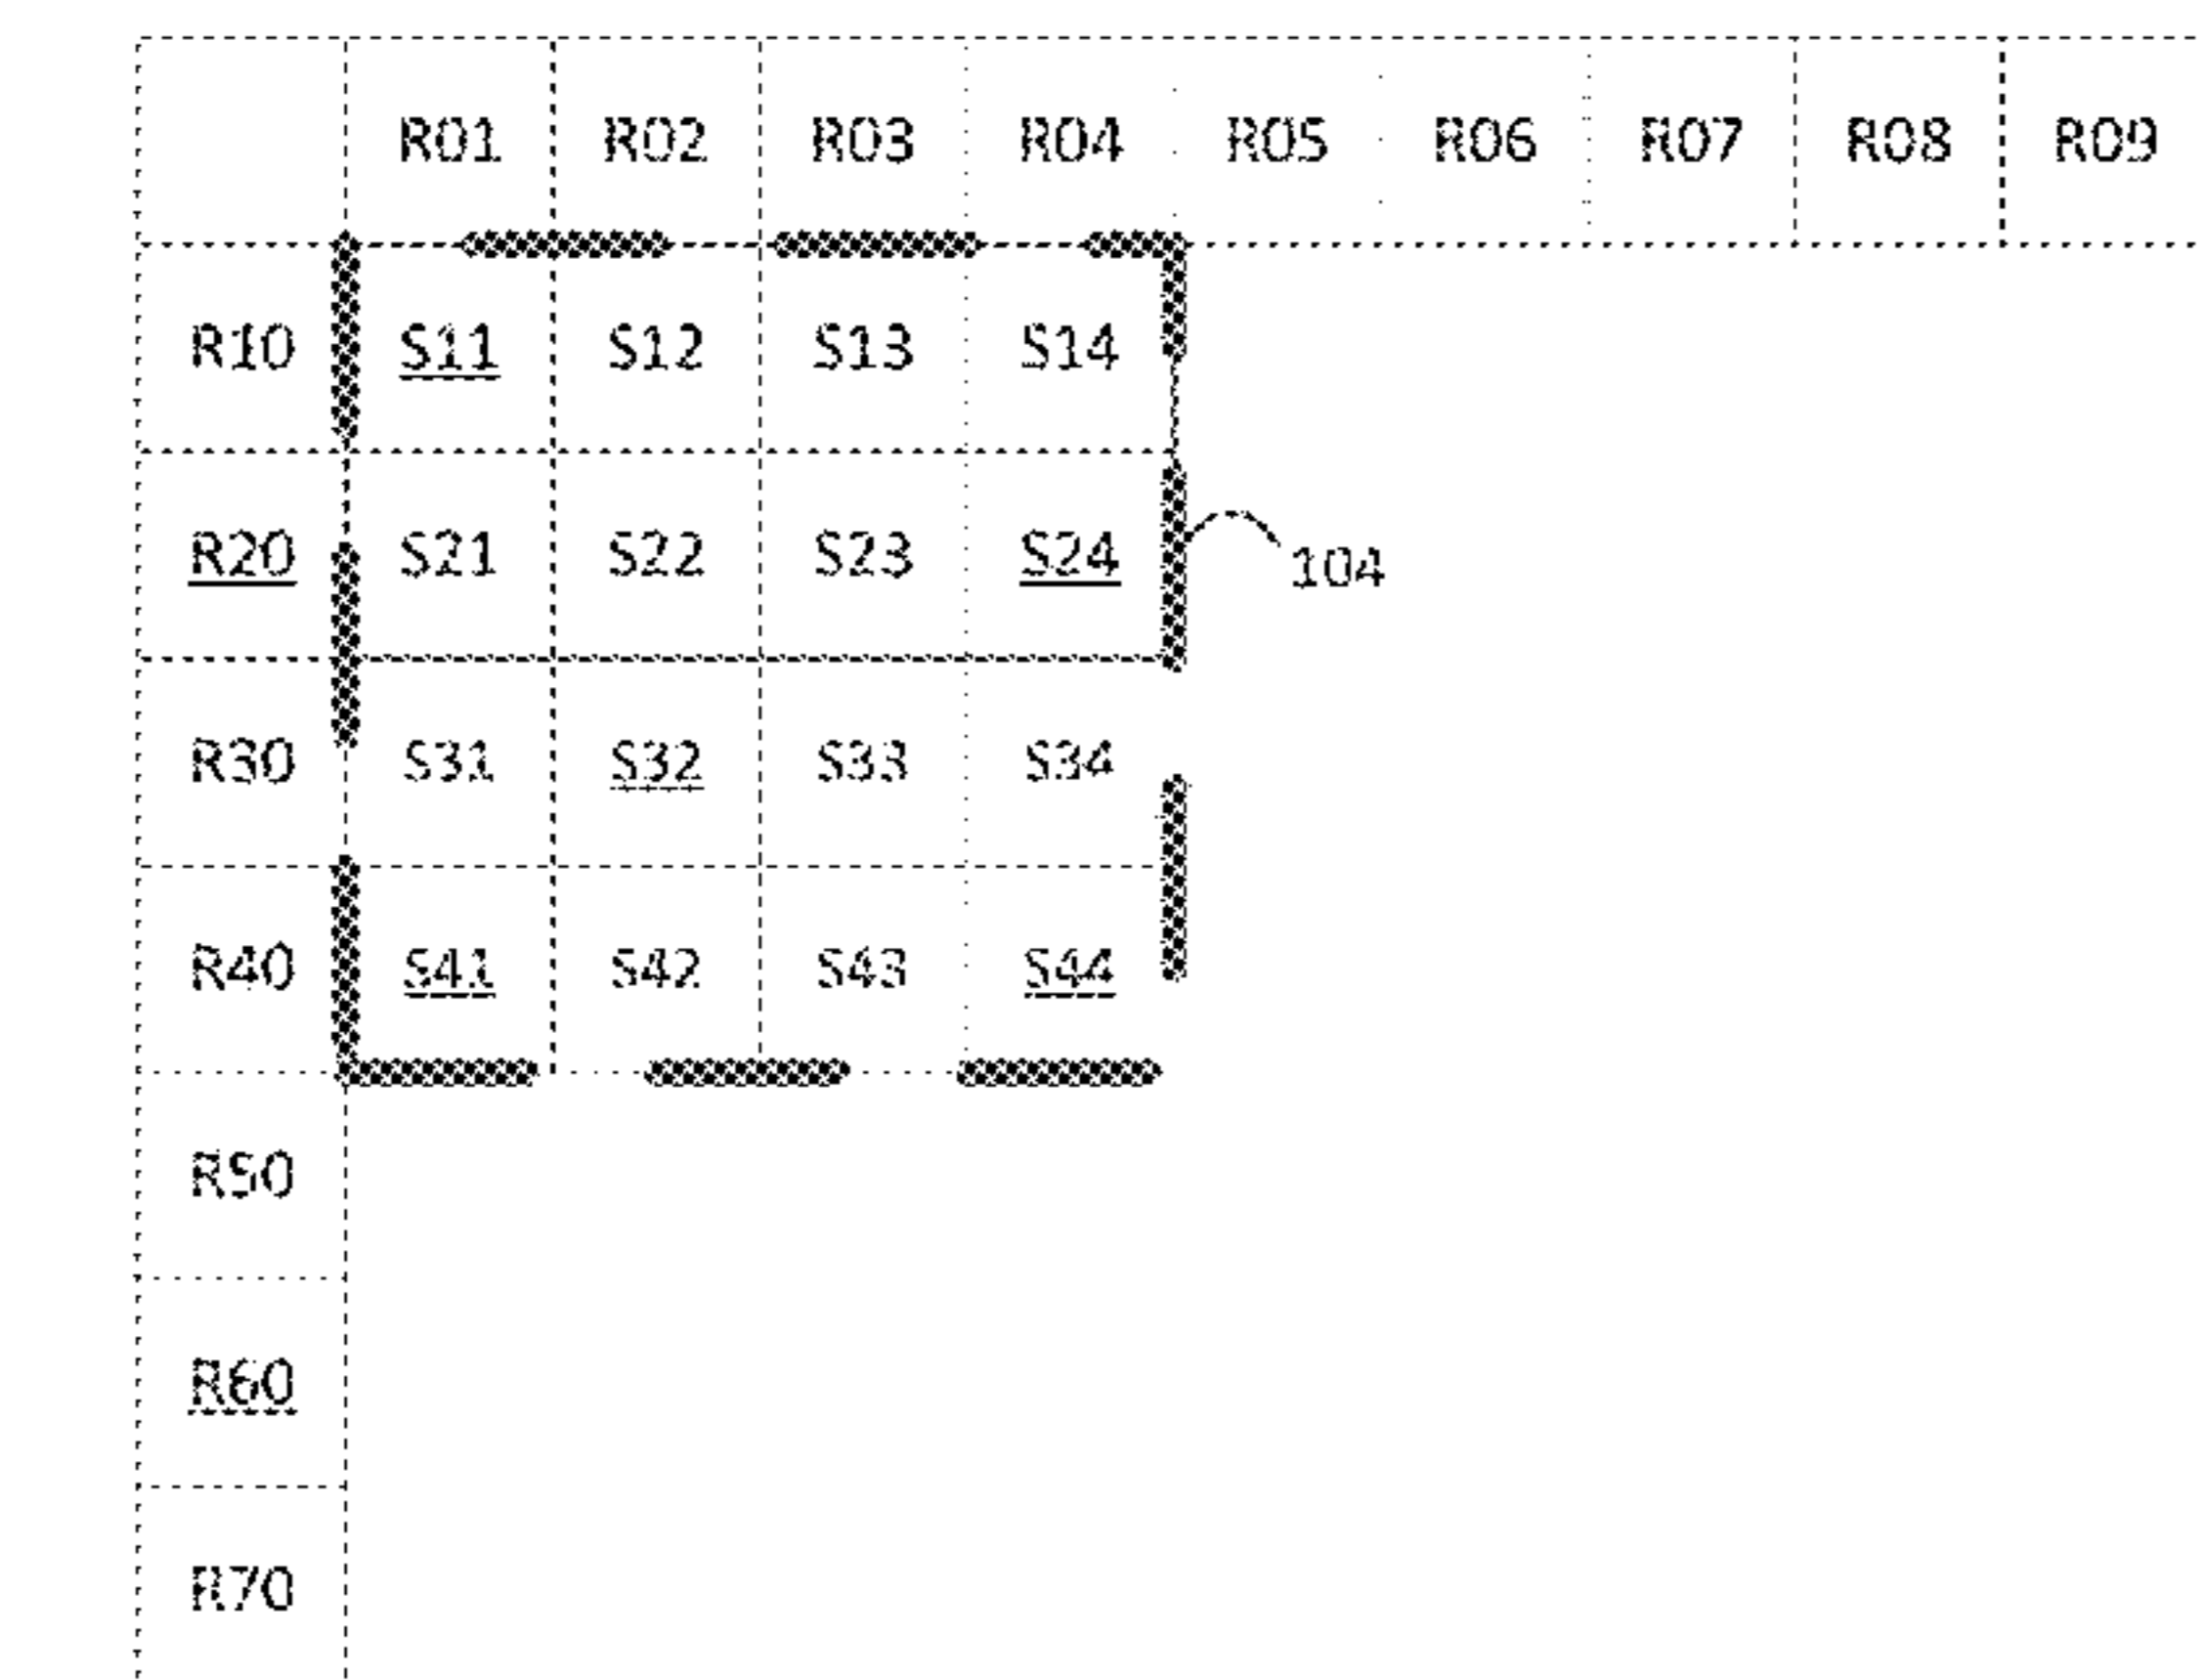 R01 R02 R03 R04 R05 R06 R07 R08 R09
R10 S11 S12 S13 S14
R20 S21 S22 S23 S24 104
R30 S31 S32 S33 S34
R40 S41 S42 S43 S44
R50
R60
R70